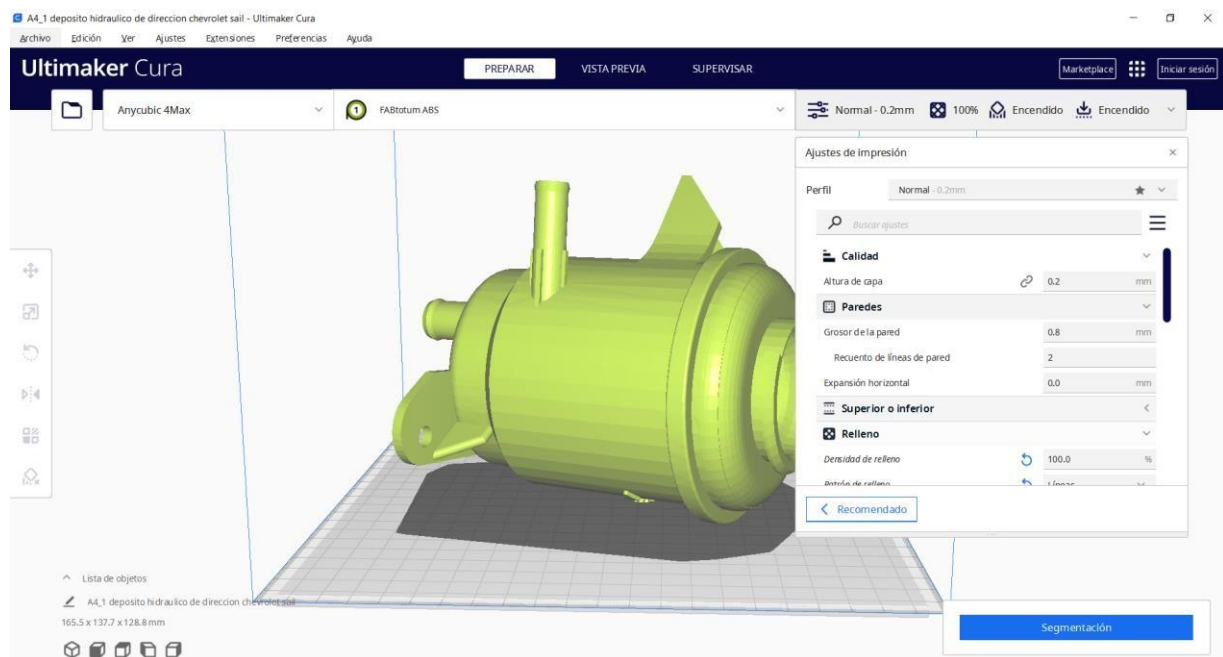 A4_1 deposito hidraulico de direccion chevrolet sail - Ultimaker Cura
Archivo Edición Ver Ajustes Extensiones Preferencias Ayuda
Ultimaker Cura
PREPARAR VISTA PREVIA SUPERVISAR
Marketplace Iniciar sesión
Anycubic 4Max
1 FABtotum ABS
Normal - 0.2mm 100% Encendido Encendido
Ajustes de impresión
Perfil Normal - 0.2mm
Buscar ajustes
Calidad
Altura de capa 0.2 mm
Paredes
Grosor de la pared 0.8 mm
Recuento de líneas de pared 2
Expansión horizontal 0.0 mm
Superior o inferior
Relleno
Densidad de relleno 100.0 %
Patrón de relleno Líneas
Recomendado
Lista de objetos
A4_1 deposito hidraulico de direccion chevrolet sail
165.5 x 137.7 x 128.8 mm
Segmentación